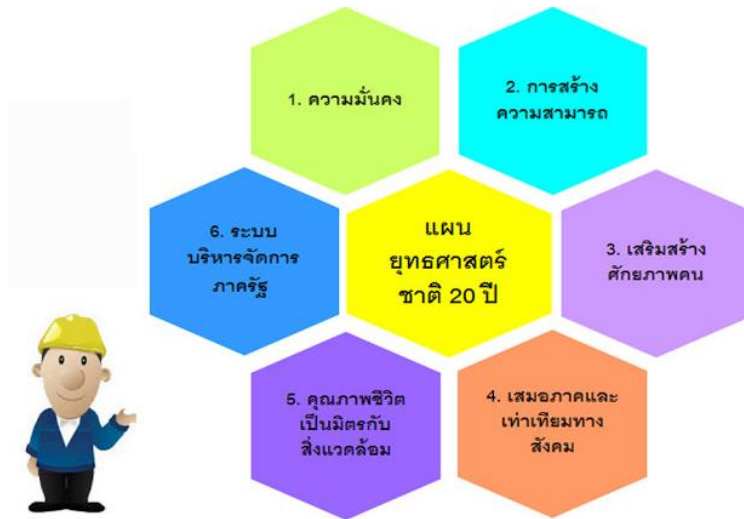 แผน
ยุทธศาสตร์
ชาติ 20 ปี
1. ความมั่นคง
2. การสร้าง
ความสามารถ
3. เสริมสร้าง
ศักยภาพคน
4. เสมอภาคและ
เท่าเทียมทาง
สังคม
5. คุณภาพชีวิต
เป็นมิตรกับ
สิ่งแวดล้อม
6. ระบบ
บริหารจัดการ
ภาครัฐ